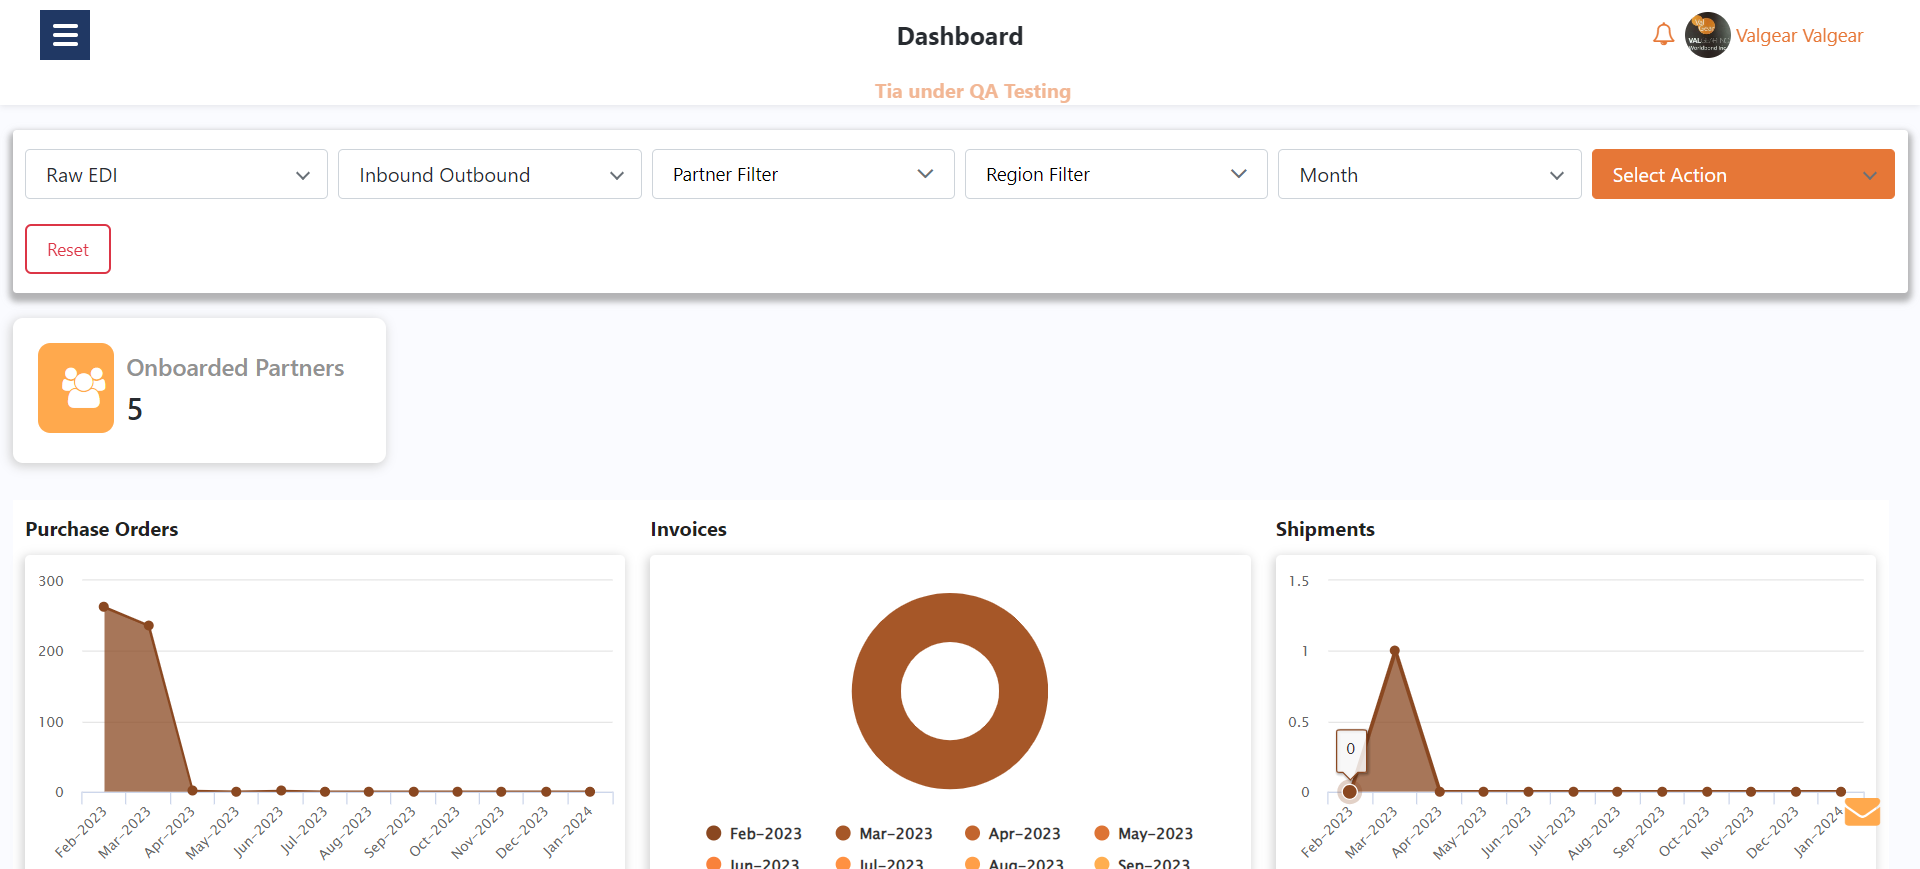 Dashboard
Valgear Valgear
Tia under QA Testing
Raw EDI
Inbound Outbound
Partner Filter
Region Filter
Month
Select Action
Reset
Onboarded Partners
5
Purchase Orders
300
200
100
0
Feb-2023
Mar-2023
Apr-2023
May-2023
Jun-2023
Jul-2023
Aug-2023
Sep-2023
Oct-2023
Nov-2023
Dec-2023
Jan-2024
Invoices
Feb-2023
Mar-2023
Apr-2023
May-2023
Jun-2023
Jul-2023
Aug-2023
Sep-2023
Shipments
1.5
1
0.5
0
0
Feb-2023
Mar-2023
Apr-2023
May-2023
Jun-2023
Jul-2023
Aug-2023
Sep-2023
Oct-2023
Nov-2023
Dec-2023
Jan-2024